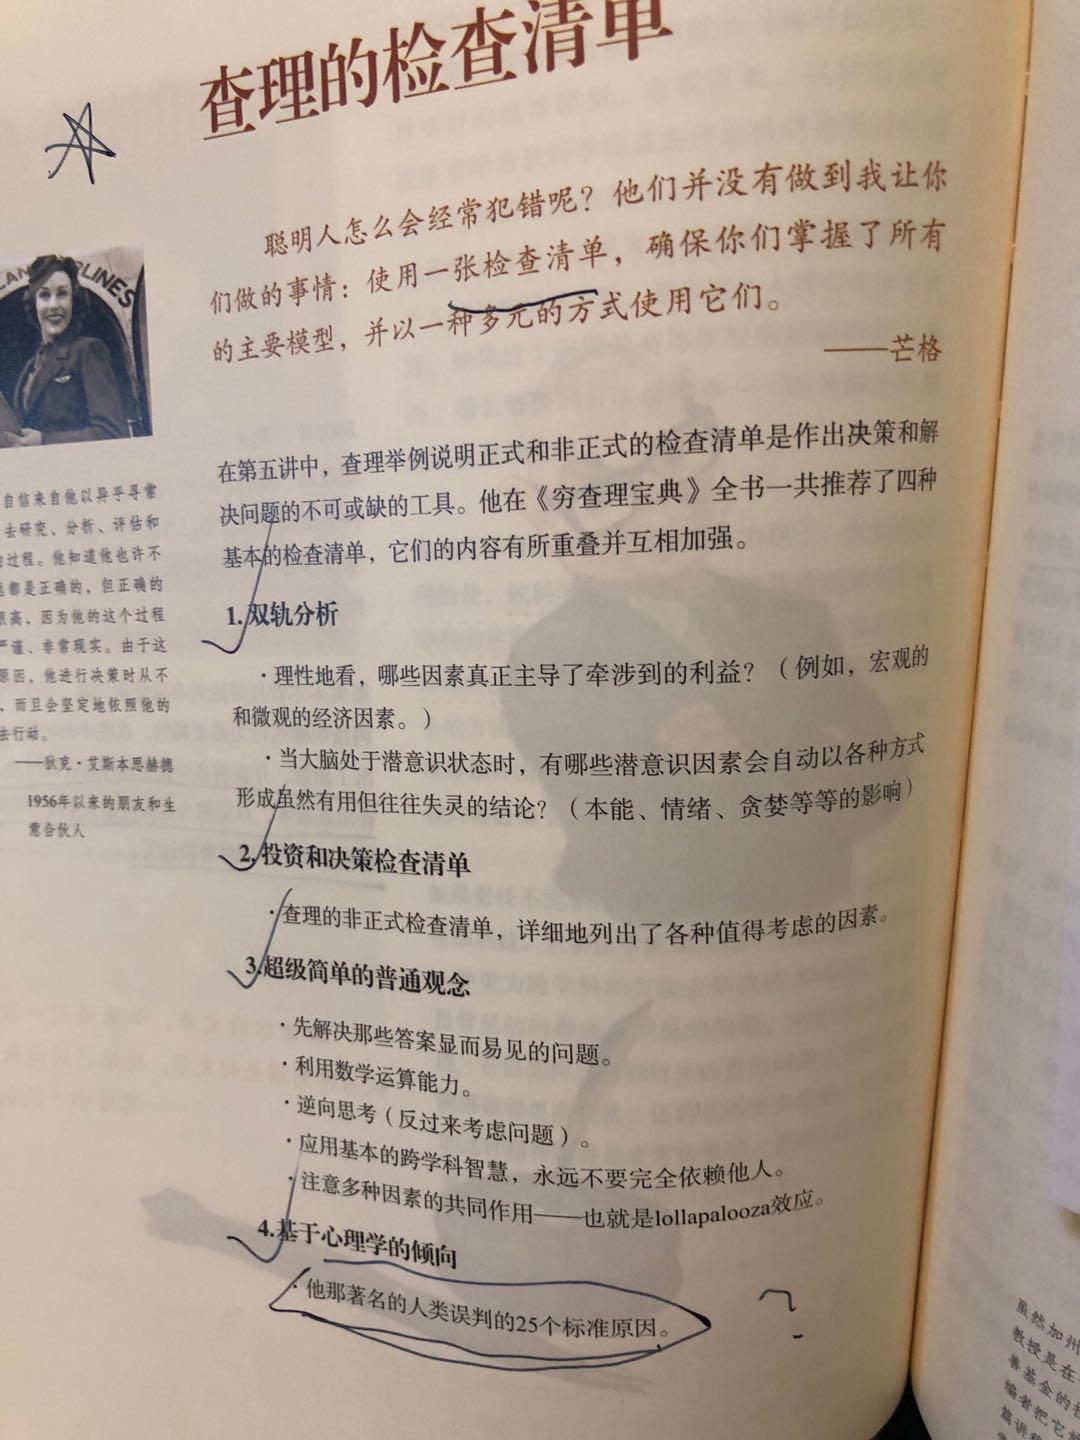 查理的检查清单
聪明人怎么会经常犯错呢？他们并没有做到我让你
们做的事情：使用一张检查清单，确保你们掌握了所有
的主要模型，并以一种多元的方式使用它们。
——芒格
LINES
自信来自他以异乎寻常
去研究、分析、评估和
过程。他知道他也许不
都是正确的，但正确的
很高，因为他的这个过程
严谨、非常现实。由于这
原因，他进行决策时从不
，而且会坚定地依照他的
去行动。
——狄克·艾斯本思赫德
1956年以来的朋友和生
意合伙人
在第五讲中，查理举例说明正式和非正式的检查清单是作出决策和解
决问题的不可或缺的工具。他在《穷查理宝典》全书一共推荐了四种
基本的检查清单，它们的内容有所重叠并互相加强。
1.双轨分析
·理性地看，哪些因素真正主导了牵涉到的利益？（例如，宏观的
和微观的经济因素。）
·当大脑处于潜意识状态时，有哪些潜意识因素会自动以各种方式
形成虽然有用但往往失灵的结论？（本能、情绪、贪婪等等的影响）
2.投资和决策检查清单
·查理的非正式检查清单，详细地列出了各种值得考虑的因素。
3.超级简单的普通观念
·先解决那些答案显而易见的问题。
·利用数学运算能力。
·逆向思考（反过来考虑问题）。
·应用基本的跨学科智慧，永远不要完全依赖他人。
·注意多种因素的共同作用——也就是lollapalooza效应。
4.基于心理学的倾向
·他那著名的人类误判的25个标准原因。
?
虽然加州
教授是在
善基金的
编者把它
篇讲